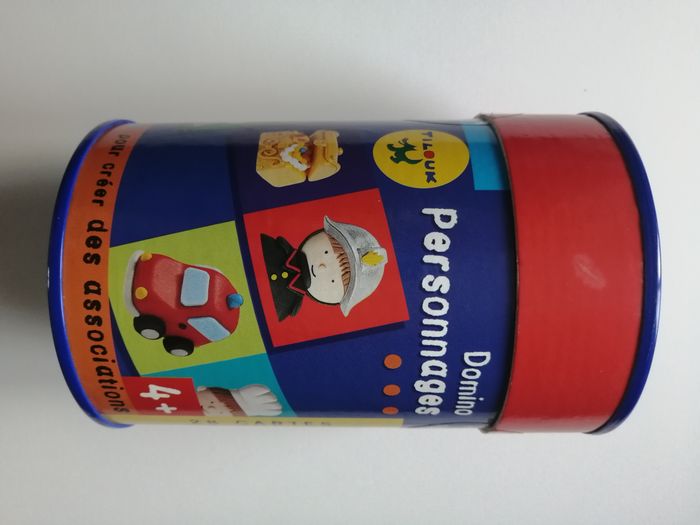 TILOUK
Domino
Personnages
4+
28 CARTES
pour créer des associations